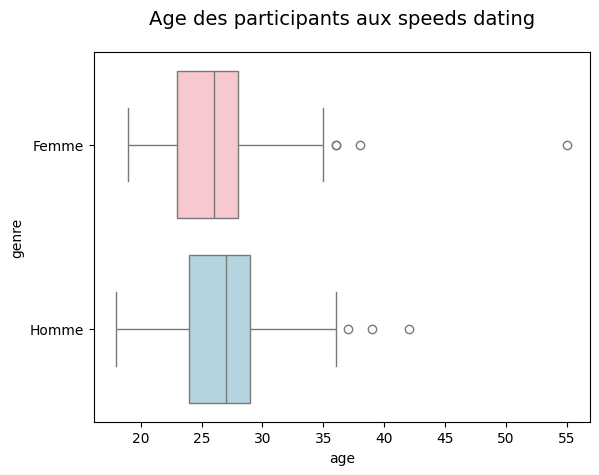 Age des participants aux speeds dating
Femme
genre
Homme
20 25 30 35 40 45 50 55
age